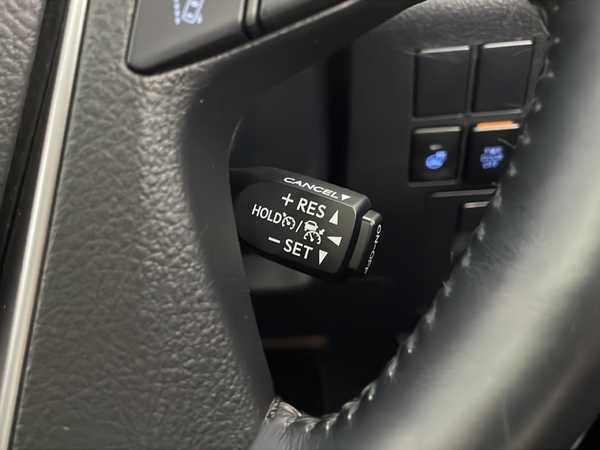 CANCEL▼
+ RES ▲
HOLD /
− SET ▼
ON-OFF